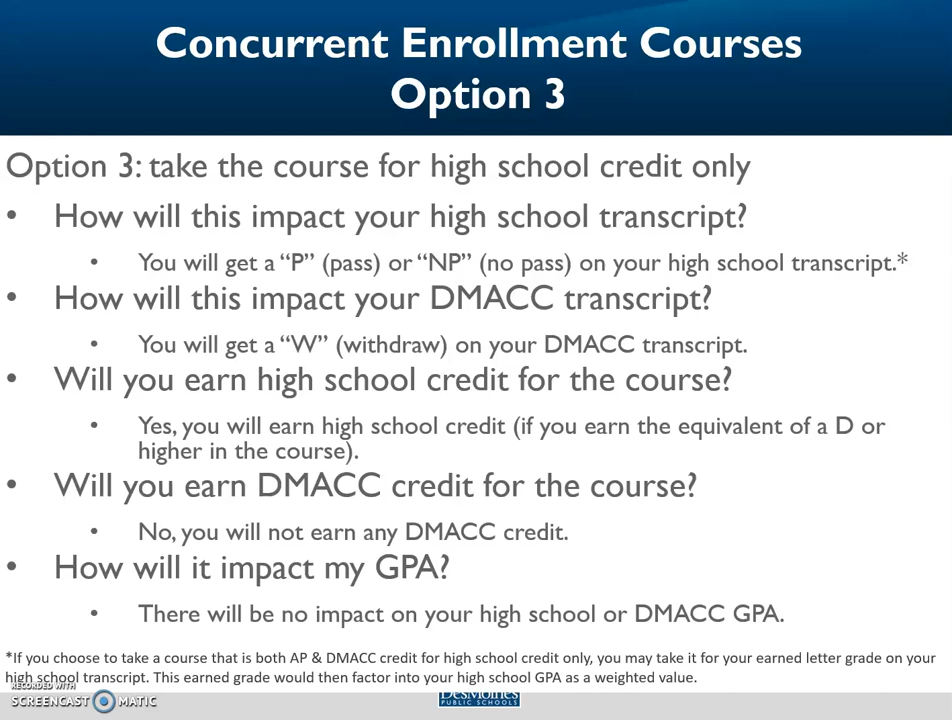 Concurrent Enrollment Courses
Option 3
Option 3: take the course for high school credit only
• How will this impact your high school transcript?
• You will get a “P” (pass) or “NP” (no pass) on your high school transcript.*
• How will this impact your DMACC transcript?
• You will get a “W” (withdraw) on your DMACC transcript.
• Will you earn high school credit for the course?
• Yes, you will earn high school credit (if you earn the equivalent of a D or
higher in the course).
• Will you earn DMACC credit for the course?
• No, you will not earn any DMACC credit.
• How will it impact my GPA?
• There will be no impact on your high school or DMACC GPA.
*If you choose to take a course that is both AP & DMACC credit for high school credit only, you may take it for your earned letter grade on your
high school transcript. This earned grade would then factor into your high school GPA as a weighted value.
RECORDED WITH
SCREENCAST MATIC
DesMoines
PUBLIC SCHOOLS